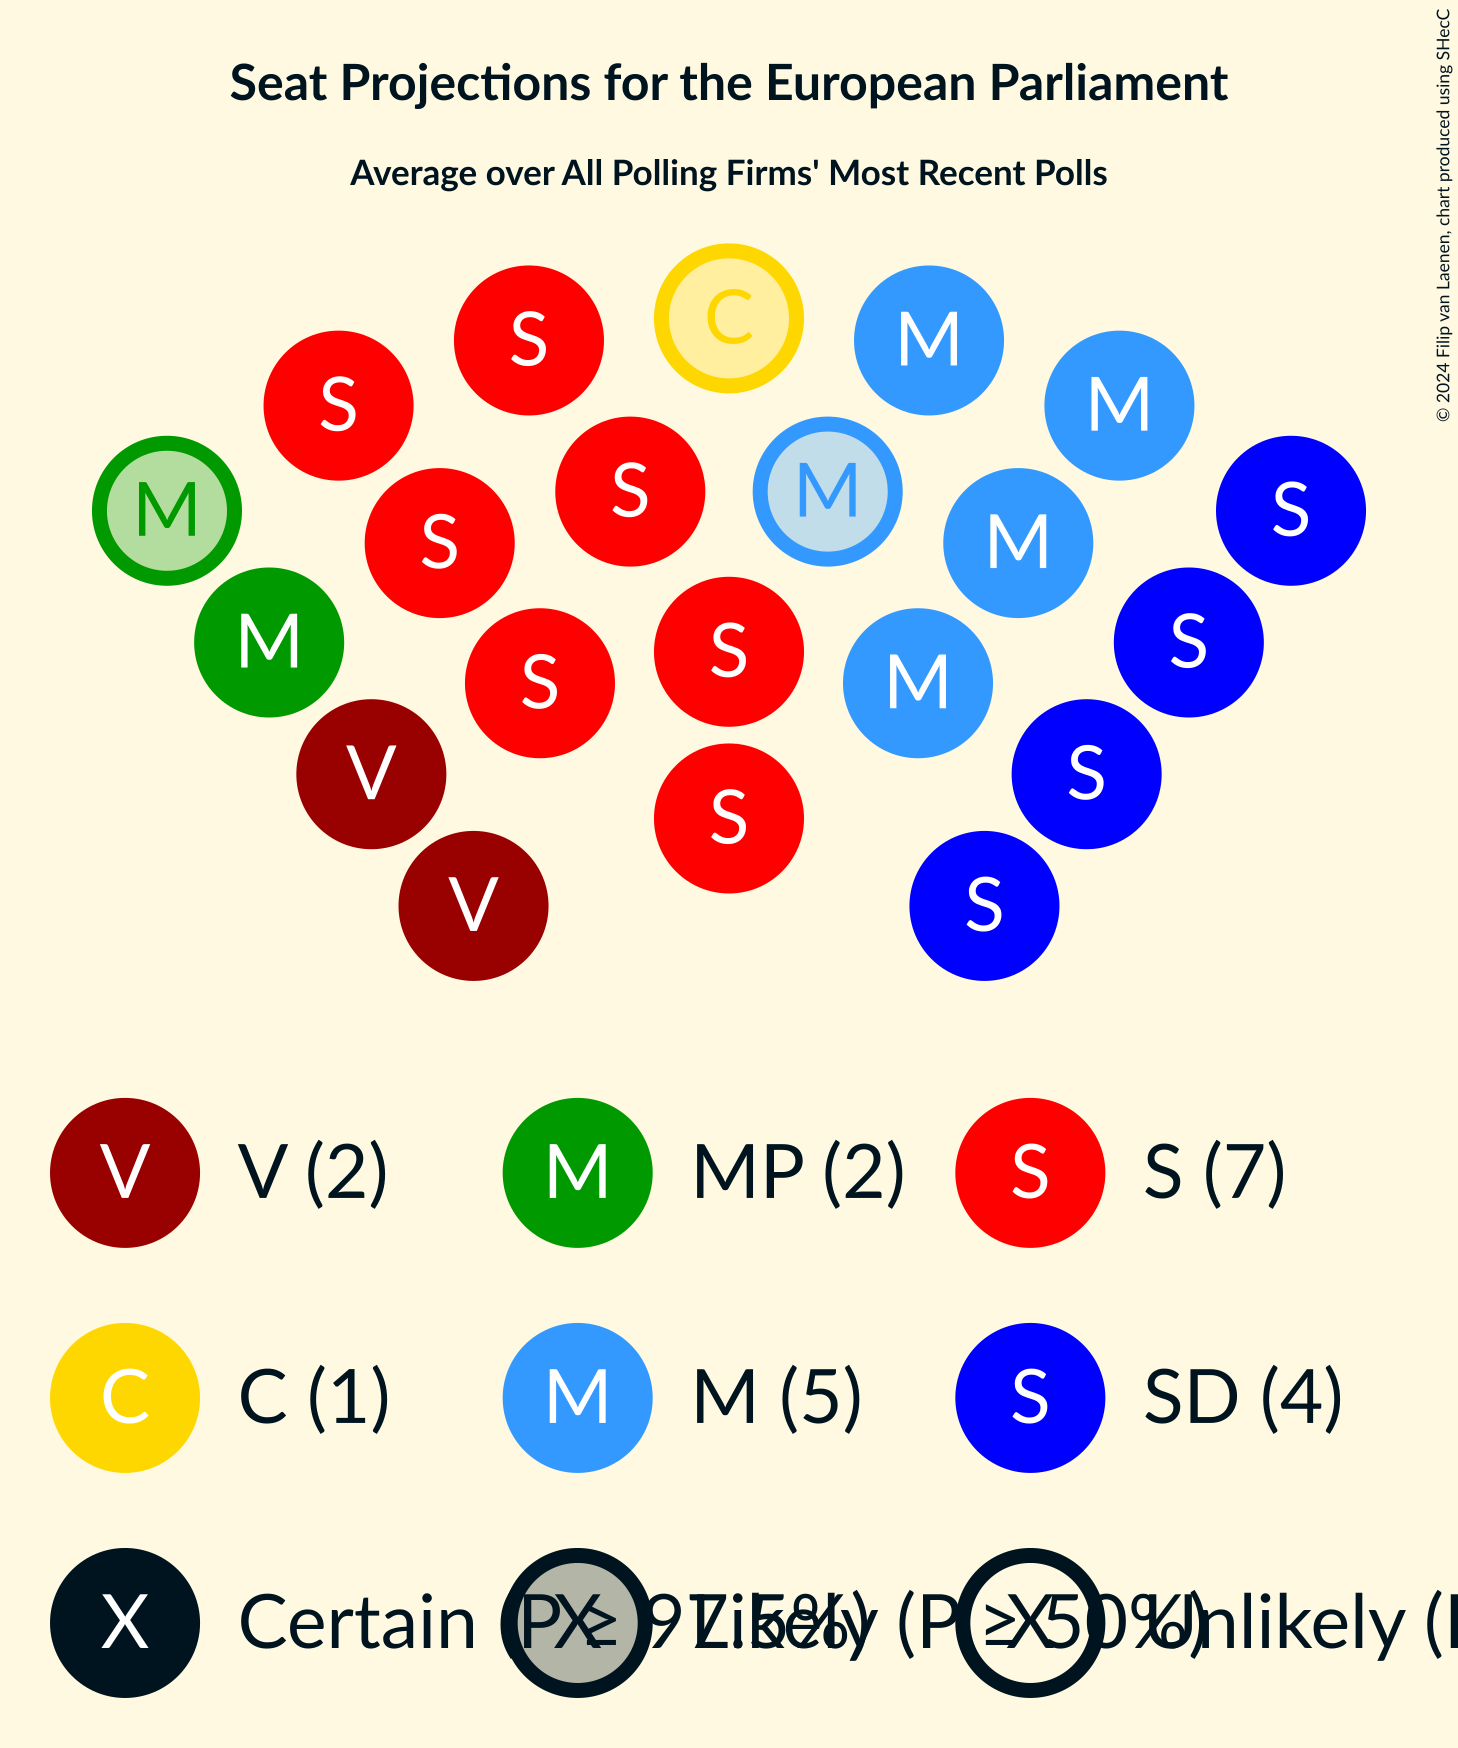 Seat Projections for the European Parliament
Average over All Polling Firms' Most Recent Polls
© 2024 Filip van Laenen, chart produced using SHecC
C
S M
S M
M S S M S
S M
M S S M S
V S S
V S
V V (2) M MP (2) S S (7)
C C (1) M M (5) S SD (4)
X Certain (P ≥ 97.5%) X Likely (P ≥ 50%) X Unlikely (